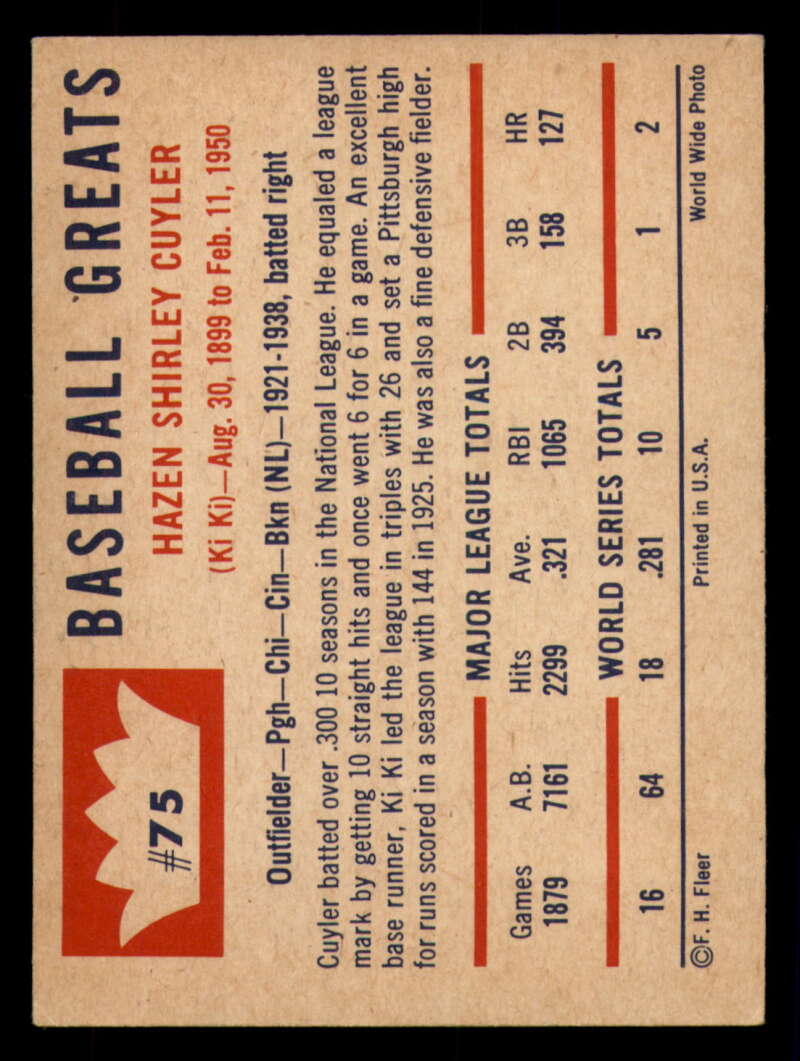 #75
BASEBALL GREATS
HAZEN SHIRLEY CUYLER
(Ki Ki)—Aug. 30, 1899 to Feb. 11, 1950
Outfielder—Pgh—Chi—Cin—Bkn (NL)—1921-1938, batted right
Cuyler batted over .300 10 seasons in the National League. He equaled a league
mark by getting 10 straight hits and once went 6 for 6 in a game. An excellent
base runner, Ki Ki led the league in triples with 26 and set a Pittsburgh high
for runs scored in a season with 144 in 1925. He was also a fine defensive fielder.
MAJOR LEAGUE TOTALS
Games A.B. Hits Ave. RBI 2B 3B HR
1879 7161 2299 .321 1065 394 158 127
WORLD SERIES TOTALS
16 64 18 .281 10 5 1 2
©F. H. Fleer Printed in U.S.A. World Wide Photo